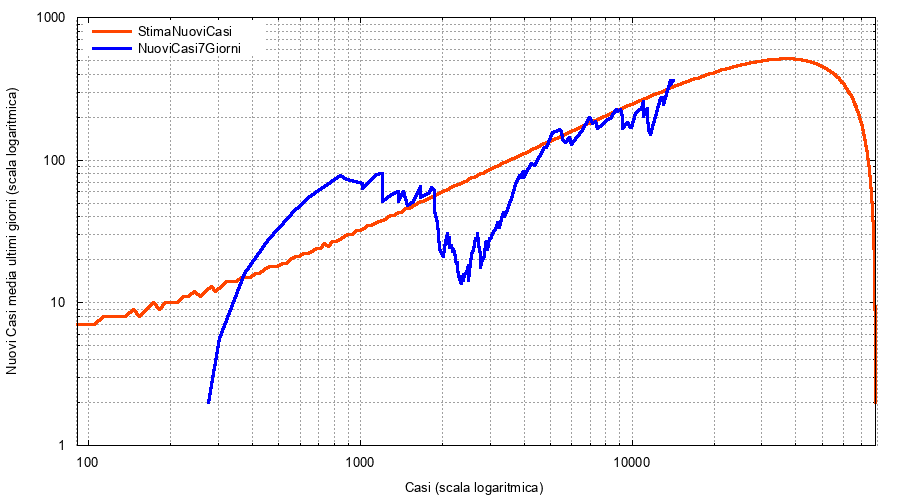 1000
StimaNuoviCasi
NuoviCasi7Giorni
100
10
1
100
1000
10000
Nuovi Casi media ultimi giorni (scala logaritmica)
Casi (scala logaritmica)